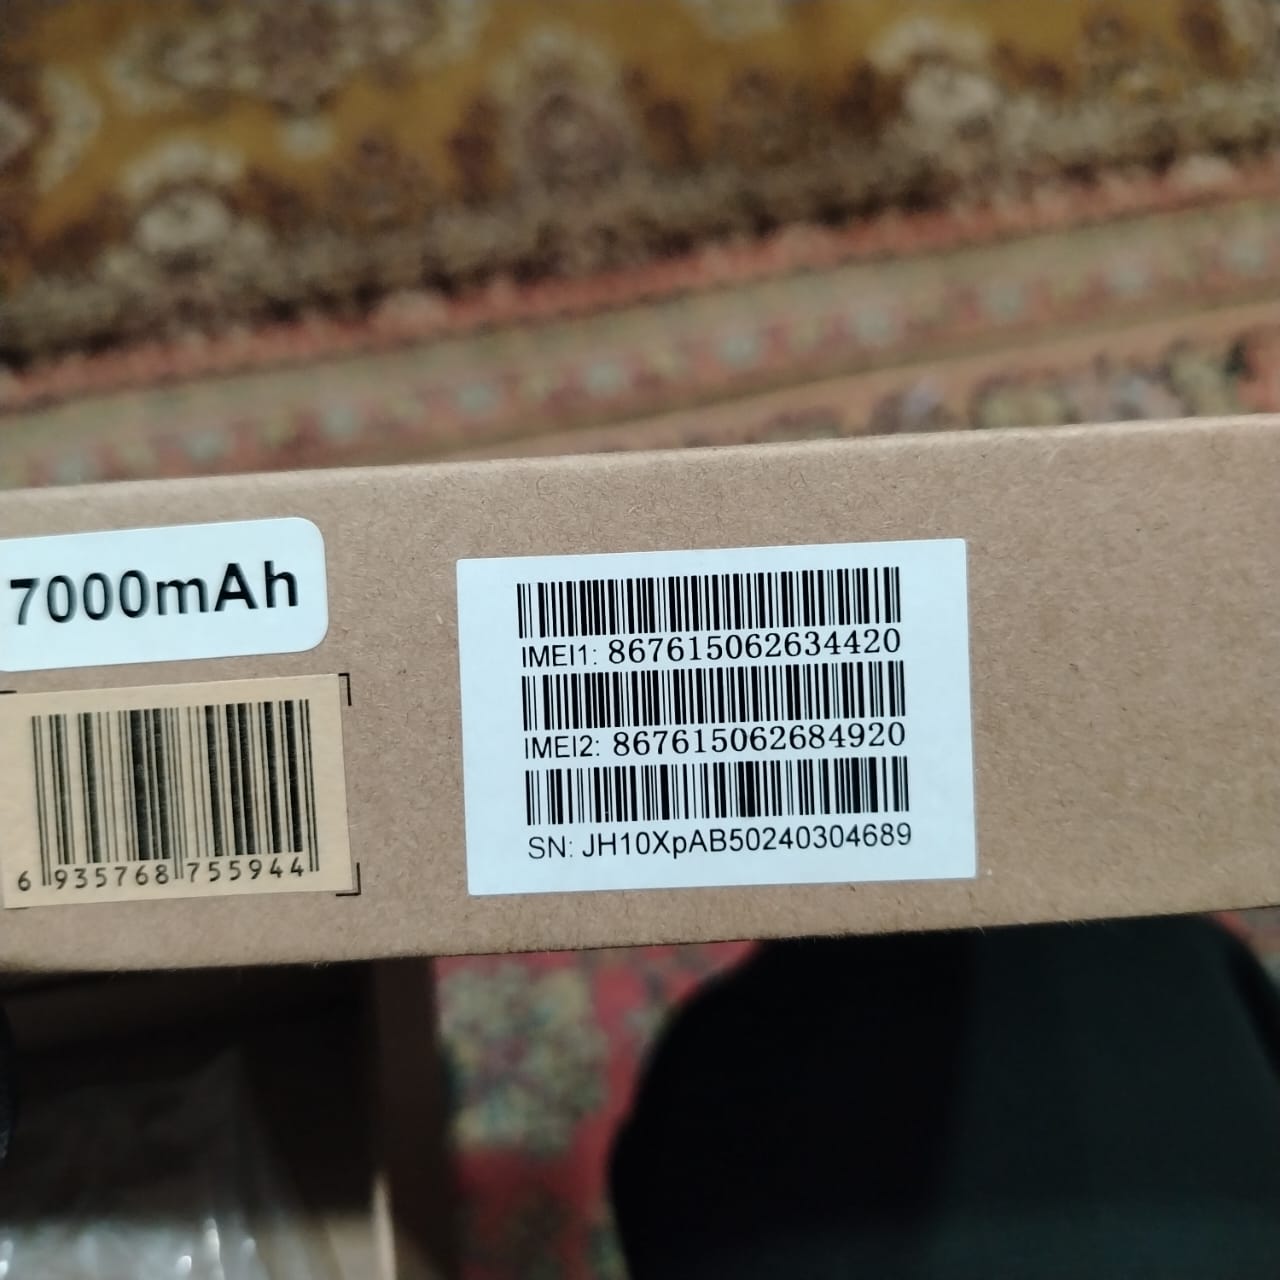 7000mAh
6 935768 755944
IMEI1: 867615062634420
IMEI2: 867615062684920
SN: JH10XpAB50240304689